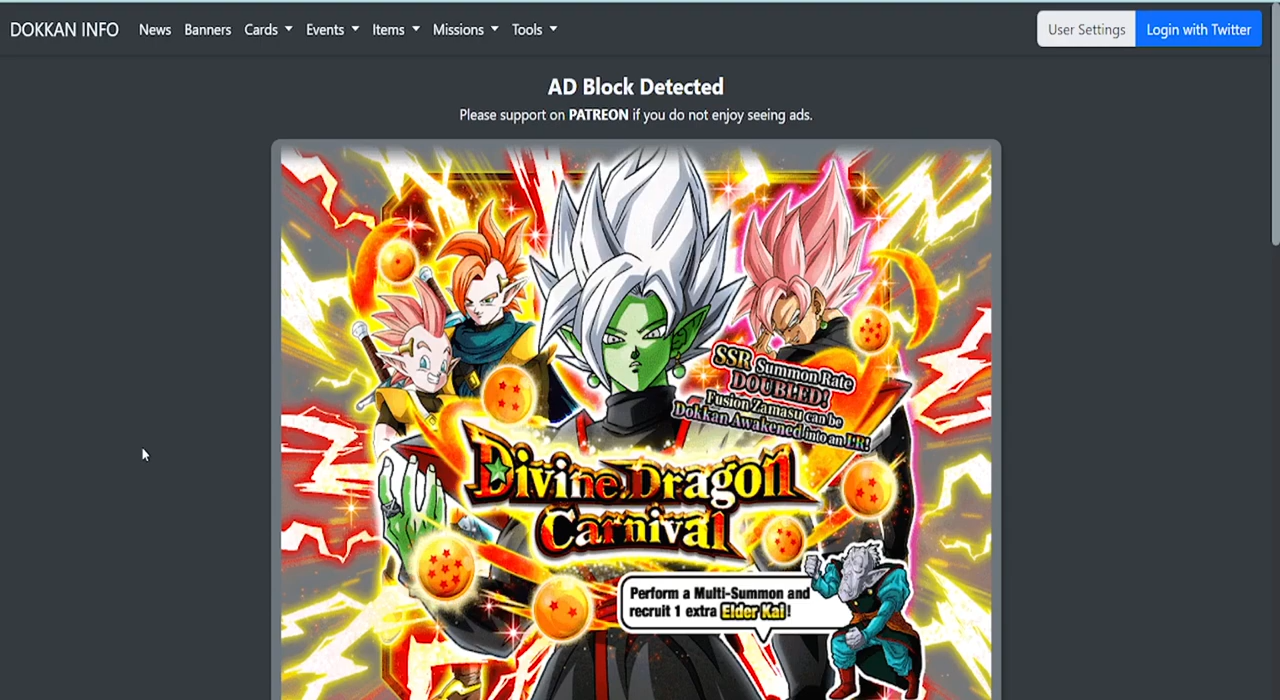 DOKKAN INFO News Banners Cards Events Items Missions Tools User Settings Login with Twitter
AD Block Detected
Please support on PATREON if you do not enjoy seeing ads.
SSR Summon Rate
DOUBLED!
Fusion Zamasu can be
Dokkan Awakened into an LR!
Divine Dragon
Carnival
Perform a Multi-Summon and
recruit 1 extra Elder Kai!